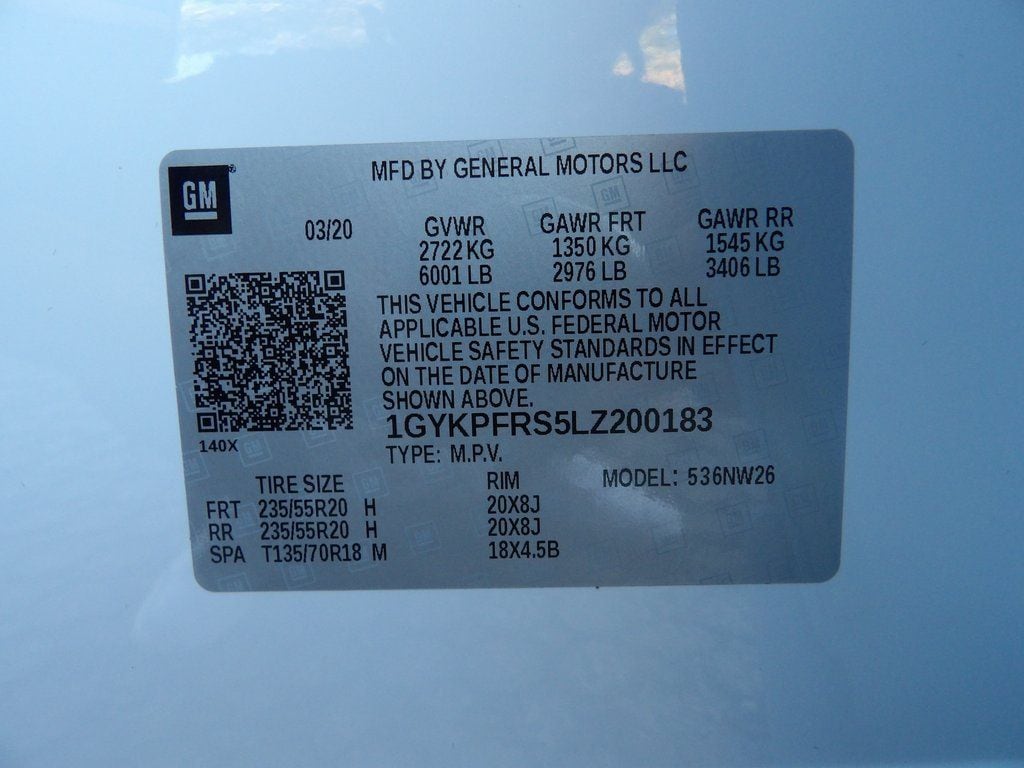 GM
MFD BY GENERAL MOTORS LLC
03/20 GVWR GAWR FRT GAWR RR
2722 KG 1350 KG 1545 KG
6001 LB 2976 LB 3406 LB
THIS VEHICLE CONFORMS TO ALL
APPLICABLE U.S. FEDERAL MOTOR
VEHICLE SAFETY STANDARDS IN EFFECT
ON THE DATE OF MANUFACTURE
SHOWN ABOVE.
1GYKPFRS5LZ200183
140X
TYPE: M.P.V.
TIRE SIZE RIM MODEL: 536NW26
FRT 235/55R20 H 20X8J
RR 235/55R20 H 20X8J
SPA T135/70R18 M 18X4.5B